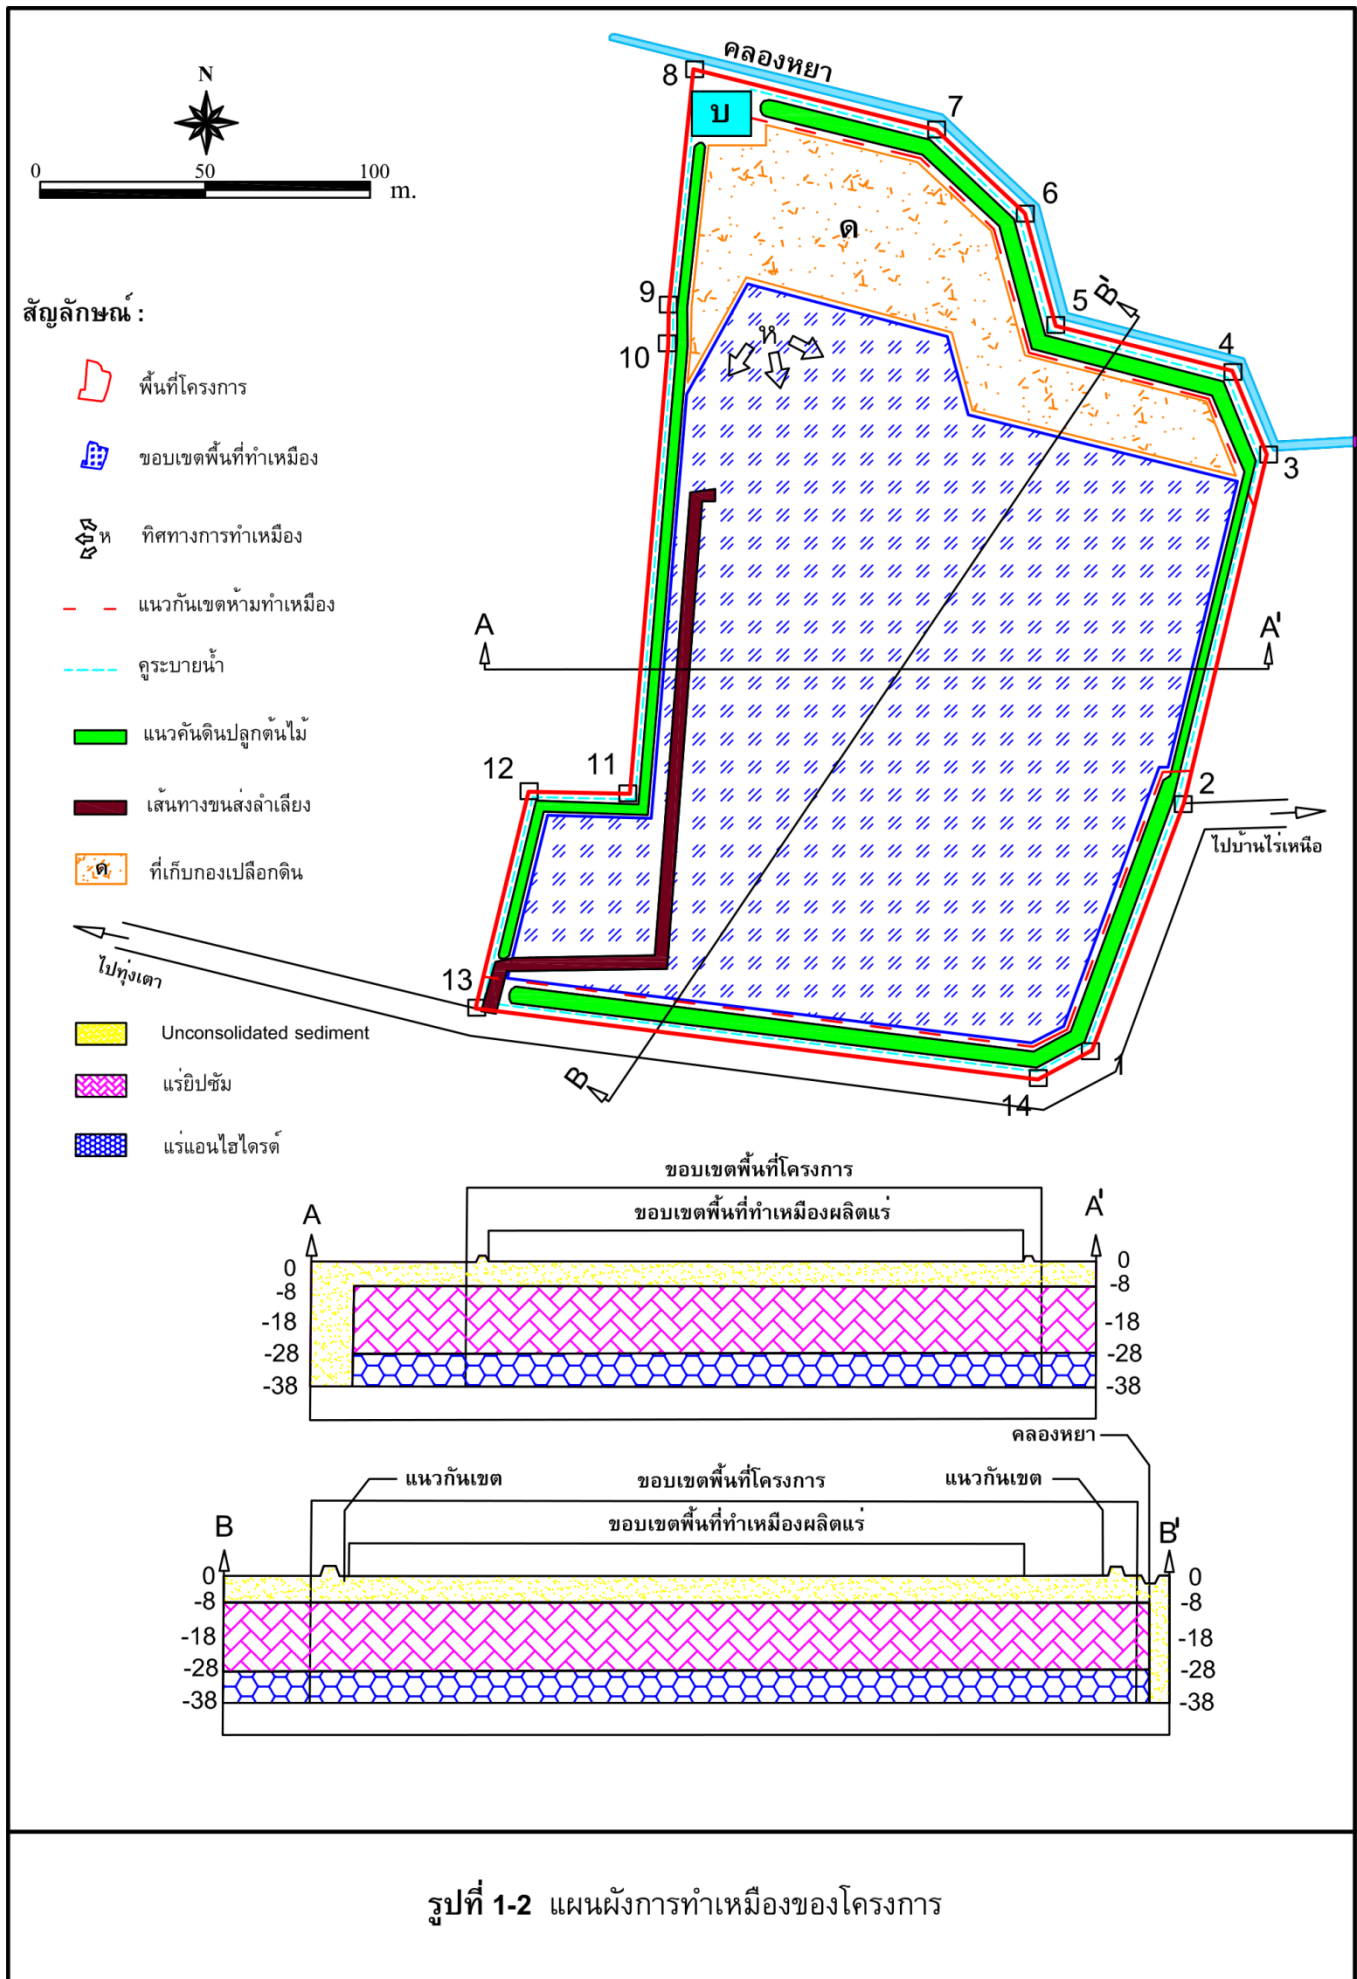 คลองหยา
8
7
N
บ
0 50 100
m.
6
ด
B'
9
5
สัญลักษณ์ :
ห
10
4
พื้นที่โครงการ
3
ขอบเขตพื้นที่ทำเหมือง
ห ทิศทางการทำเหมือง
แนวกันเขตห้ามทำเหมือง
A A'
คูระบายน้ำ
แนวคันดินปลูกต้นไม้
12 11
2
เส้นทางขนส่งลำเลียง
ไปบ้านไร่เหนือ
ด ที่เก็บกองเปลือกดิน
ไปทุ่งเตา
13
Unconsolidated sediment
1
แร่ยิปซัม
B
14
แร่แอนไฮไดรต์
ขอบเขตพื้นที่โครงการ
A A'
ขอบเขตพื้นที่ทำเหมืองผลิตแร่
0 0
-8 -8
-18 -18
-28 -28
-38 -38
คลองหยา
แนวกันเขต ขอบเขตพื้นที่โครงการ แนวกันเขต
B B'
ขอบเขตพื้นที่ทำเหมืองผลิตแร่
0 0
-8 -8
-18 -18
-28 -28
-38 -38
รูปที่ 1-2 แผนผังการทำเหมืองของโครงการ